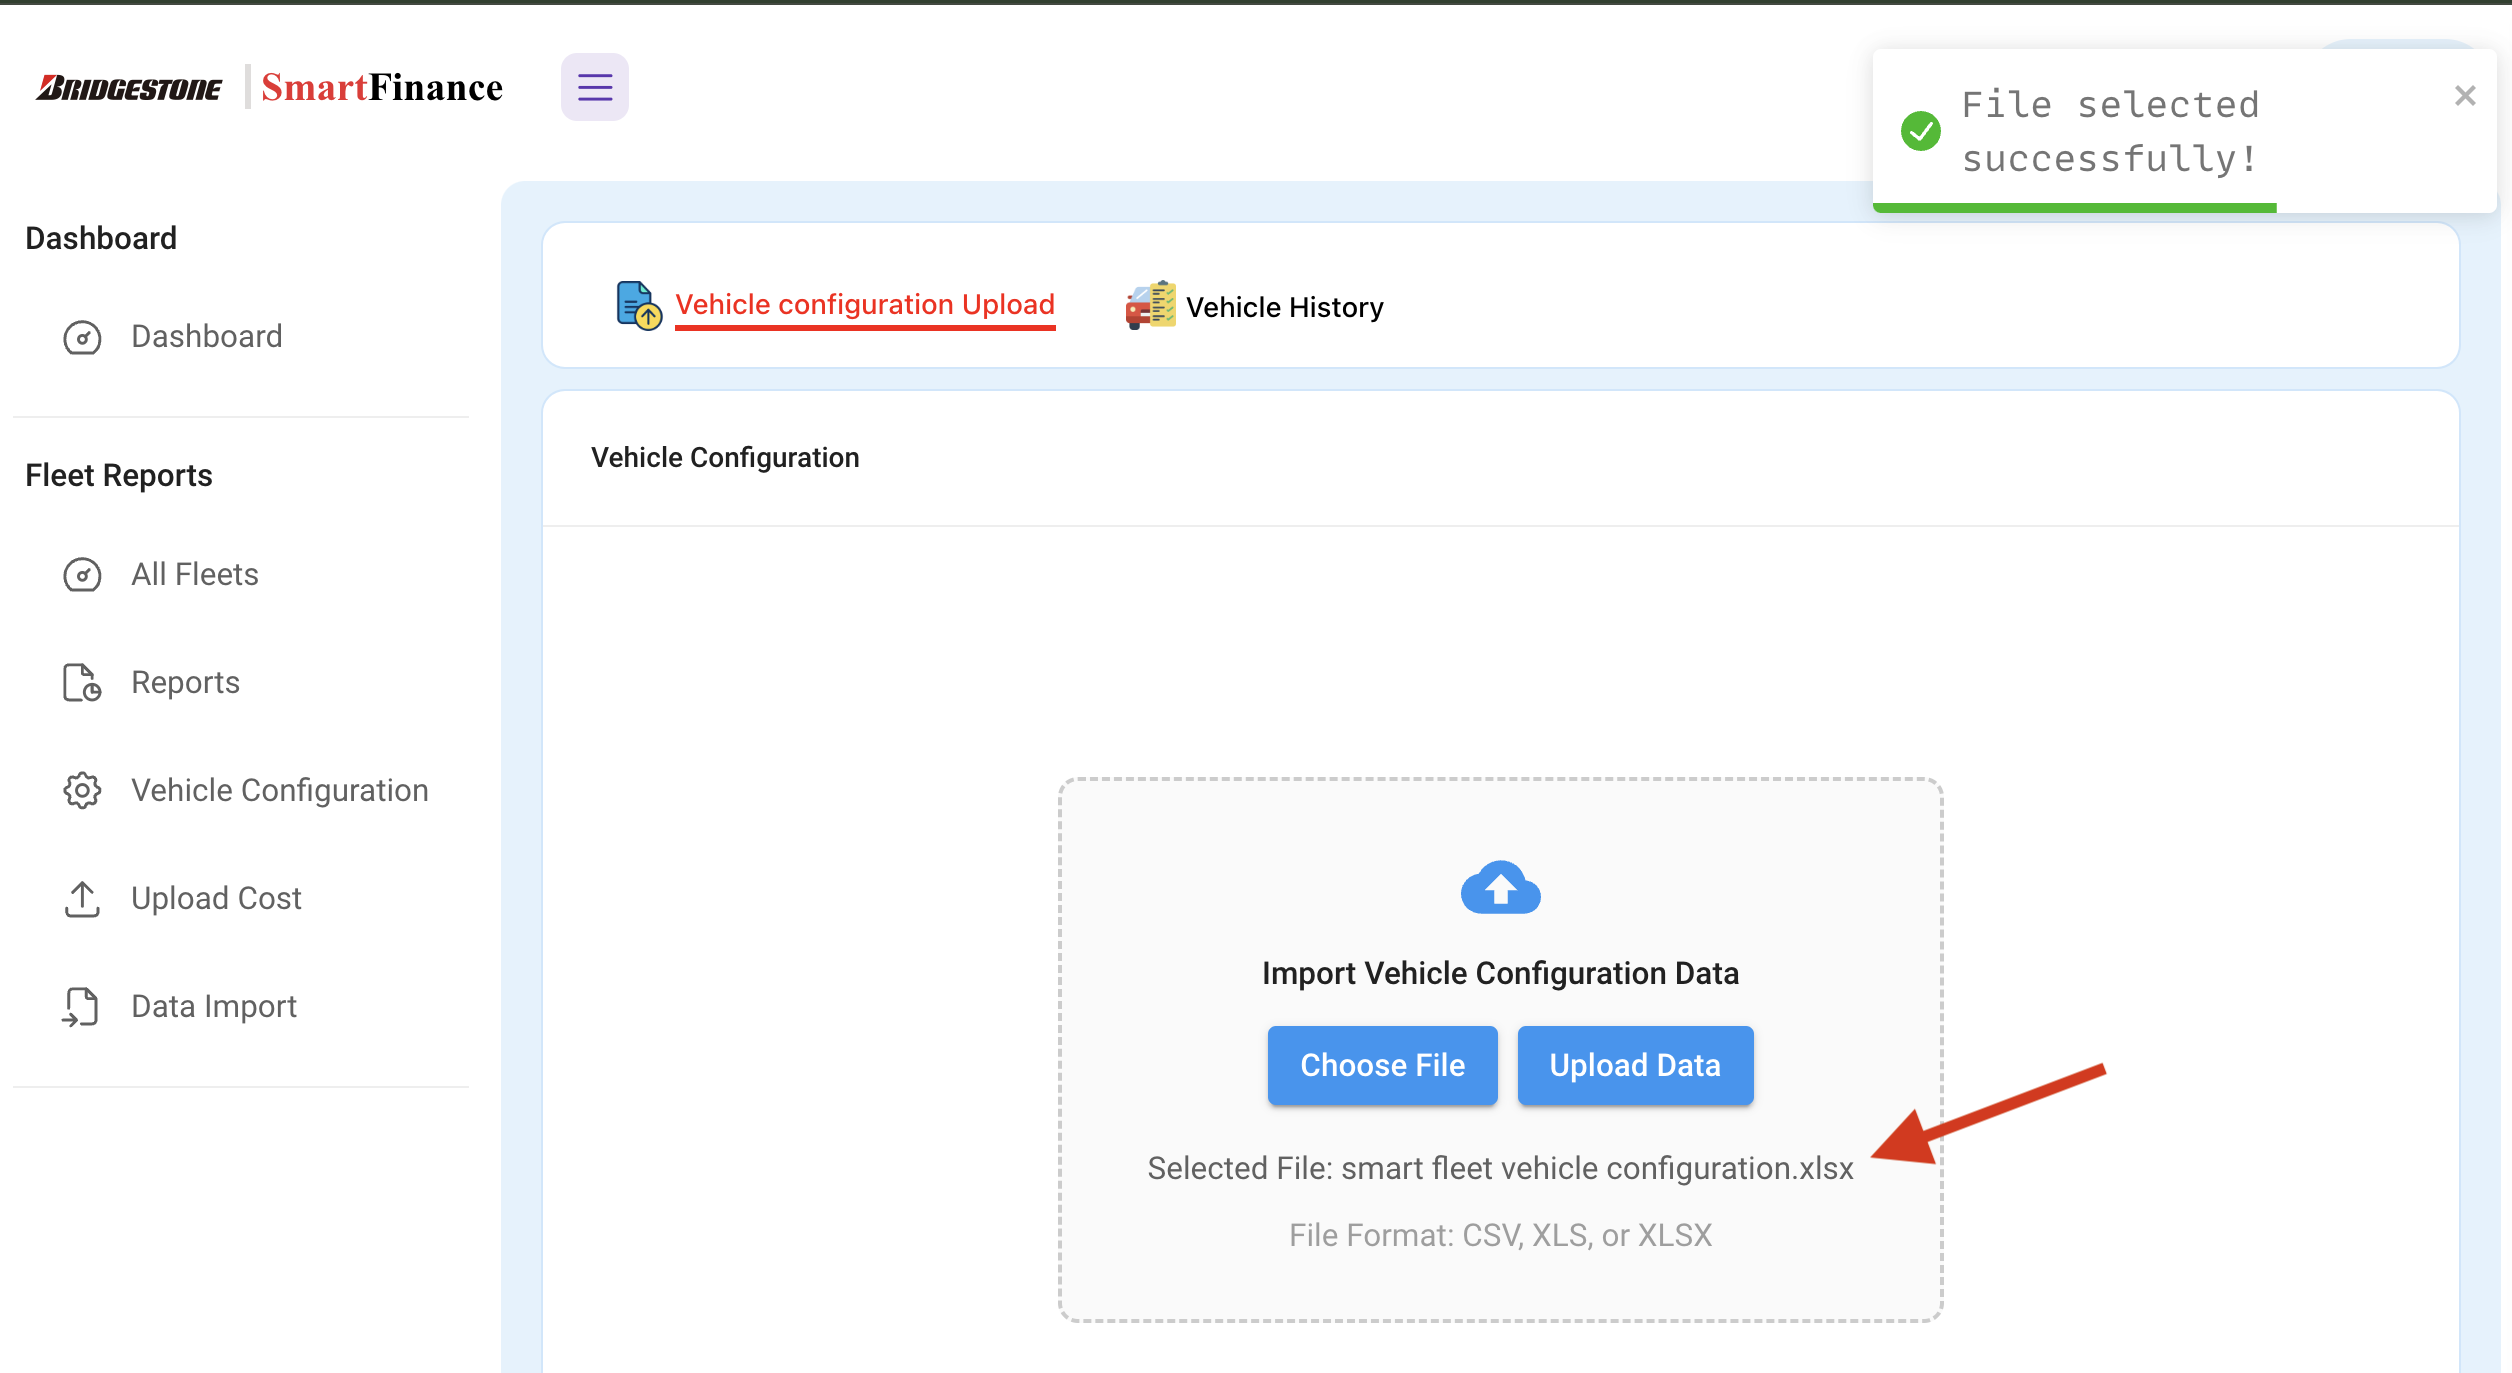 BRIDGESTONE
SmartFinance
File selected
successfully!
Dashboard
Dashboard
Fleet Reports
All Fleets
Reports
Vehicle Configuration
Upload Cost
Data Import
Vehicle configuration Upload
Vehicle History
Vehicle Configuration
Import Vehicle Configuration Data
Choose File
Upload Data
Selected File: smart fleet vehicle configuration.xlsx
File Format: CSV, XLS, or XLSX